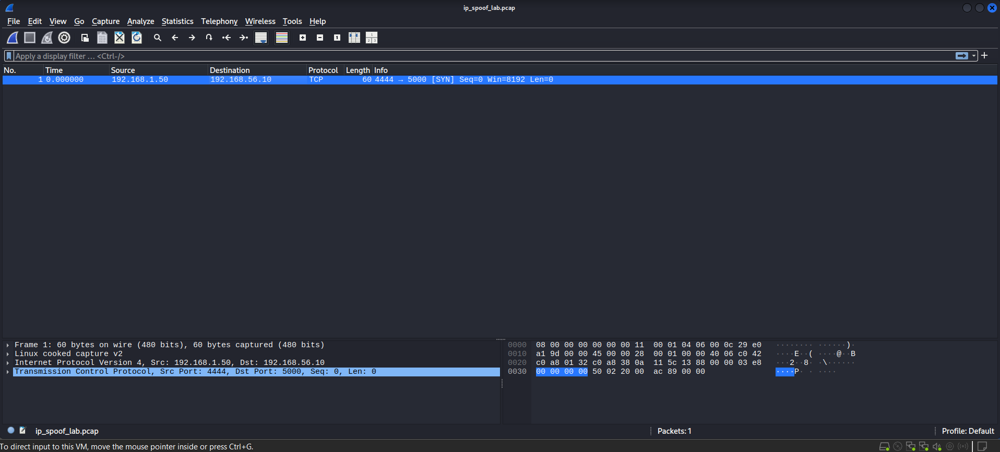 ip_spoof_lab.pcap
File Edit View Go Capture Analyze Statistics Telephony Wireless Tools Help
Apply a display filter … <Ctrl-/>
No. Time Source Destination Protocol Length Info
1 0.000000 192.168.1.50 192.168.56.10 TCP 60 4444 → 5000 [SYN] Seq=0 Win=8192 Len=0
Frame 1: 60 bytes on wire (480 bits), 60 bytes captured (480 bits)
Linux cooked capture v2
Internet Protocol Version 4, Src: 192.168.1.50, Dst: 192.168.56.10
Transmission Control Protocol, Src Port: 4444, Dst Port: 5000, Seq: 0, Len: 0
0000 08 00 00 00 00 00 00 11 00 01 04 06 00 0c 29 e0 ········ ······)·
0010 a1 9d 00 00 45 00 00 28 00 01 00 00 40 06 c0 42 ····E··( ····@··B
0020 c0 a8 01 32 c0 a8 38 0a 11 5c 13 88 00 00 03 e8 ···2··8· ·\······
0030 00 00 00 00 50 02 20 00 ac 89 00 00 ····P· · ····
ip_spoof_lab.pcap
Packets: 1
Profile: Default
To direct input to this VM, move the mouse pointer inside or press Ctrl+G.